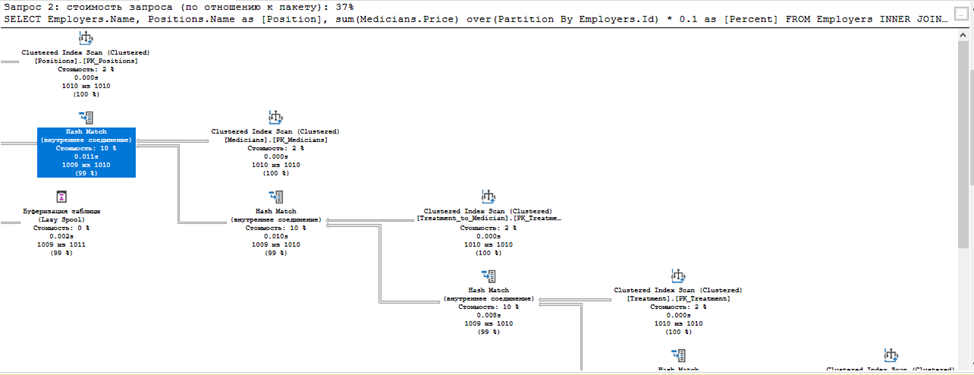 Запрос 2: стоимость запроса (по отношению к пакету): 37%
SELECT Employers.Name, Positions.Name as [Position], sum(Medicians.Price) over(Partition By Employers.Id) * 0.1 as [Percent] FROM Employers INNER JOIN…
Clustered Index Scan (Clustered)
[Positions].[PK_Positions]
Стоимость: 2 %
0.000s
1010 из 1010
(100 %)
Hash Match
(внутреннее соединение)
Стоимость: 10 %
0.011s
1009 из 1010
(99 %)
Clustered Index Scan (Clustered)
[Medicians].[PK_Medicians]
Стоимость: 2 %
0.000s
1010 из 1010
(100 %)
Буферизация таблицы
(Lazy Spool)
Стоимость: 0 %
0.002s
1009 из 1011
(99 %)
Hash Match
(внутреннее соединение)
Стоимость: 10 %
0.010s
1009 из 1010
(99 %)
Clustered Index Scan (Clustered)
[Treatment_to_Medician].[PK_Treatme…
Стоимость: 2 %
0.000s
1010 из 1010
(100 %)
Hash Match
(внутреннее соединение)
Стоимость: 10 %
0.008s
1009 из 1010
(99 %)
Clustered Index Scan (Clustered)
[Treatment].[PK_Treatment]
Стоимость: 2 %
0.000s
1010 из 1010
(100 %)
Hash Match
Clustered Index Scan (Clustered)